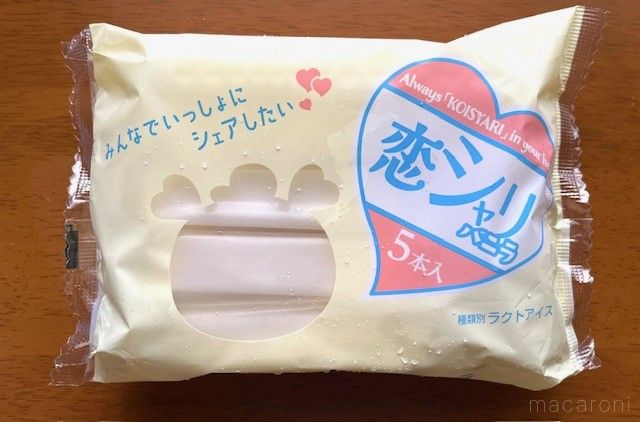 みんなでいっしょに
シェアしたい
Always「KOISYARI」in your he
恋シャリ
バニラ
5本入
種類別 ラクトアイス
macaroni